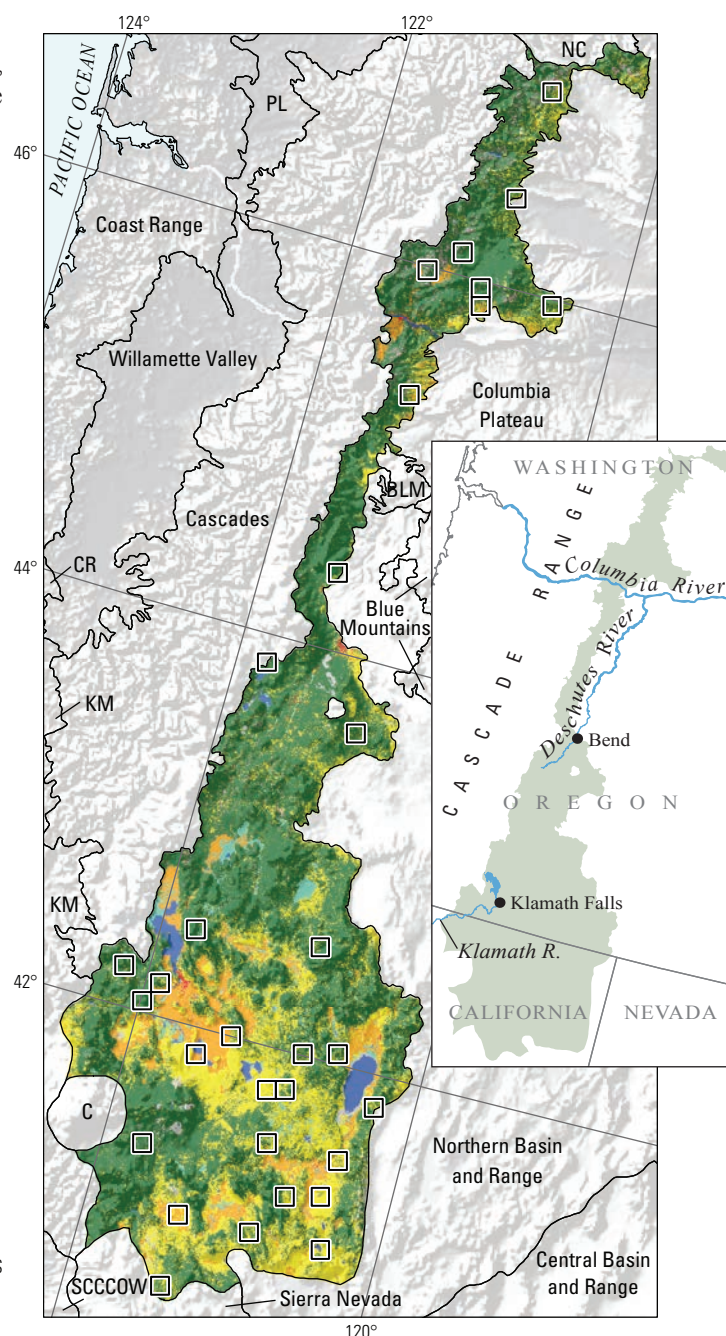 124°
122°
NC
PACIFIC OCEAN
PL
46°
Coast Range
Willamette Valley
Columbia
Plateau
BLM
Cascades
44°
CR
Blue
Mountains
KM
KM
42°
C
Northern Basin
and Range
Central Basin
and Range
SCCCOW
Sierra Nevada
120°
WASHINGTON
CASCADE RANGE
Columbia River
Deschutes River
Bend
OREGON
Klamath Falls
Klamath R.
CALIFORNIA
NEVADA